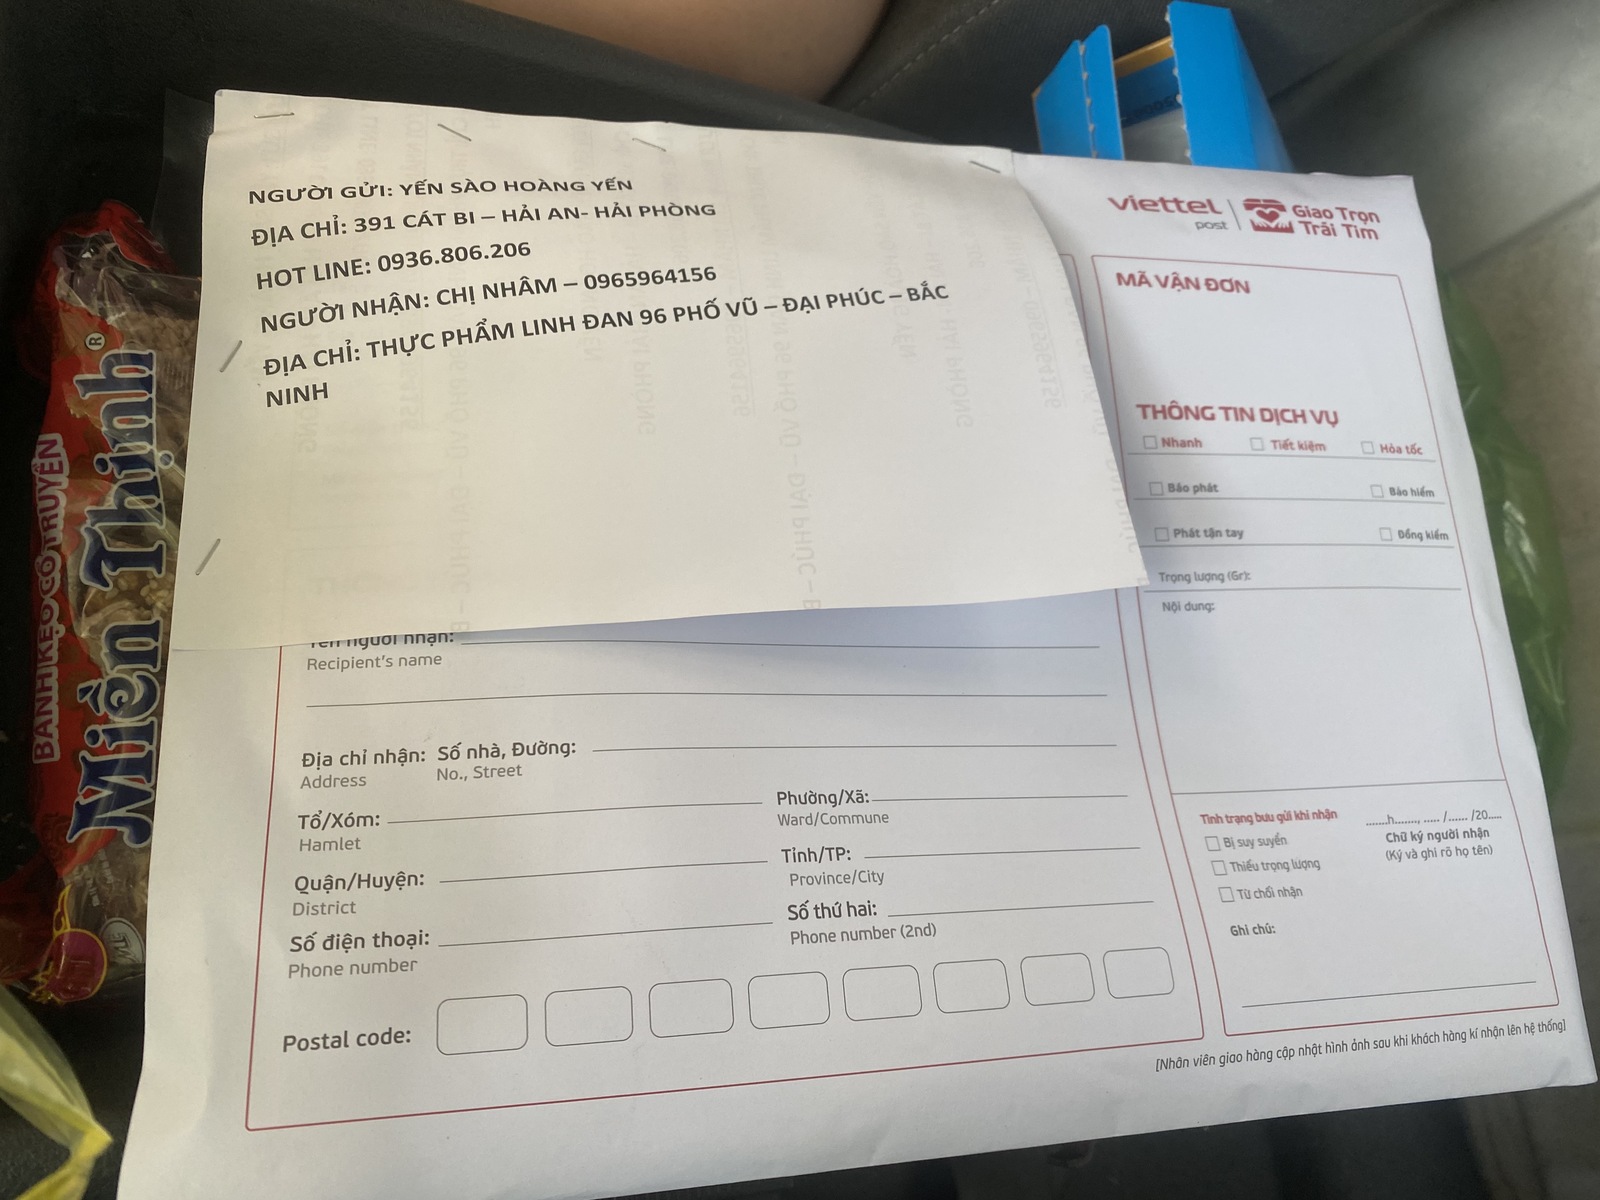 NGƯỜI GỬI: YẾN SÀO HOÀNG YẾN
ĐỊA CHỈ: 391 CÁT BI – HẢI AN- HẢI PHÒNG
HOT LINE: 0936.806.206
NGƯỜI NHẬN: CHỊ NHÂM – 0965964156
ĐỊA CHỈ: THỰC PHẨM LINH ĐAN 96 PHỐ VŨ – ĐẠI PHÚC – BẮC
NINH
viettel
post
Giao Trọn
Trái Tim
MÃ VẬN ĐƠN
THÔNG TIN DỊCH VỤ
Nhanh Tiết kiệm Hỏa tốc
Báo phát Bảo hiểm
Phát tận tay Đồng kiểm
Trọng lượng (Gr):
Nội dung:
Tên người nhận:
Recipient's name
Địa chỉ nhận: Số nhà, Đường:
Address No., Street
Tổ/Xóm: Phường/Xã:
Hamlet Ward/Commune
Quận/Huyện: Tỉnh/TP:
District Province/City
Số điện thoại: Số thứ hai:
Phone number Phone number (2nd)
Postal code:
Tình trạng bưu gửi khi nhận
Bị suy suyển
Thiếu trọng lượng
Từ chối nhận
Ghi chú:
.......h......., ..... /...... /20.....
Chữ ký người nhận
(Ký và ghi rõ họ tên)
[Nhân viên giao hàng cập nhật hình ảnh sau khi khách hàng kí nhận lên hệ thống]
BÁNH KẸO CỔ TRUYỀN
Miền Thịnh ®